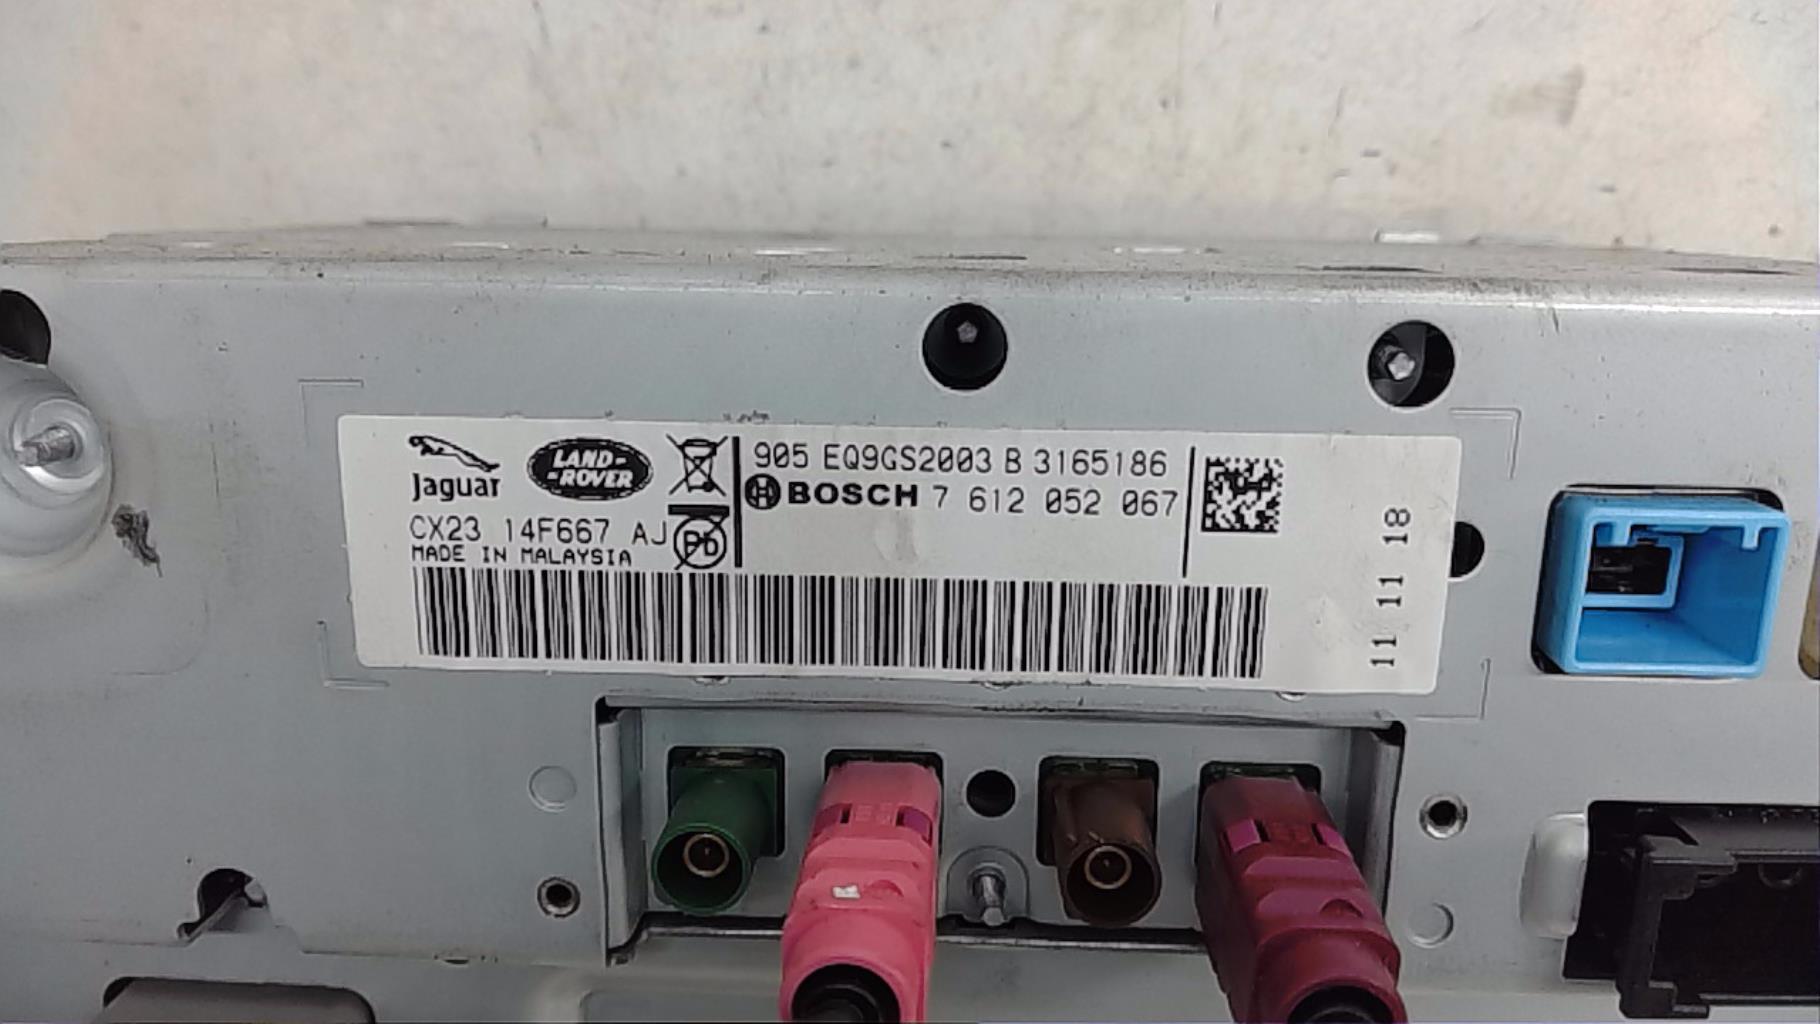 Jaguar
LAND-
-ROVER
CX23 14F667 AJ
MADE IN MALAYSIA
Pb
905 EQ9GS2003 B 3165186
H BOSCH 7 612 052 067
11 11 18